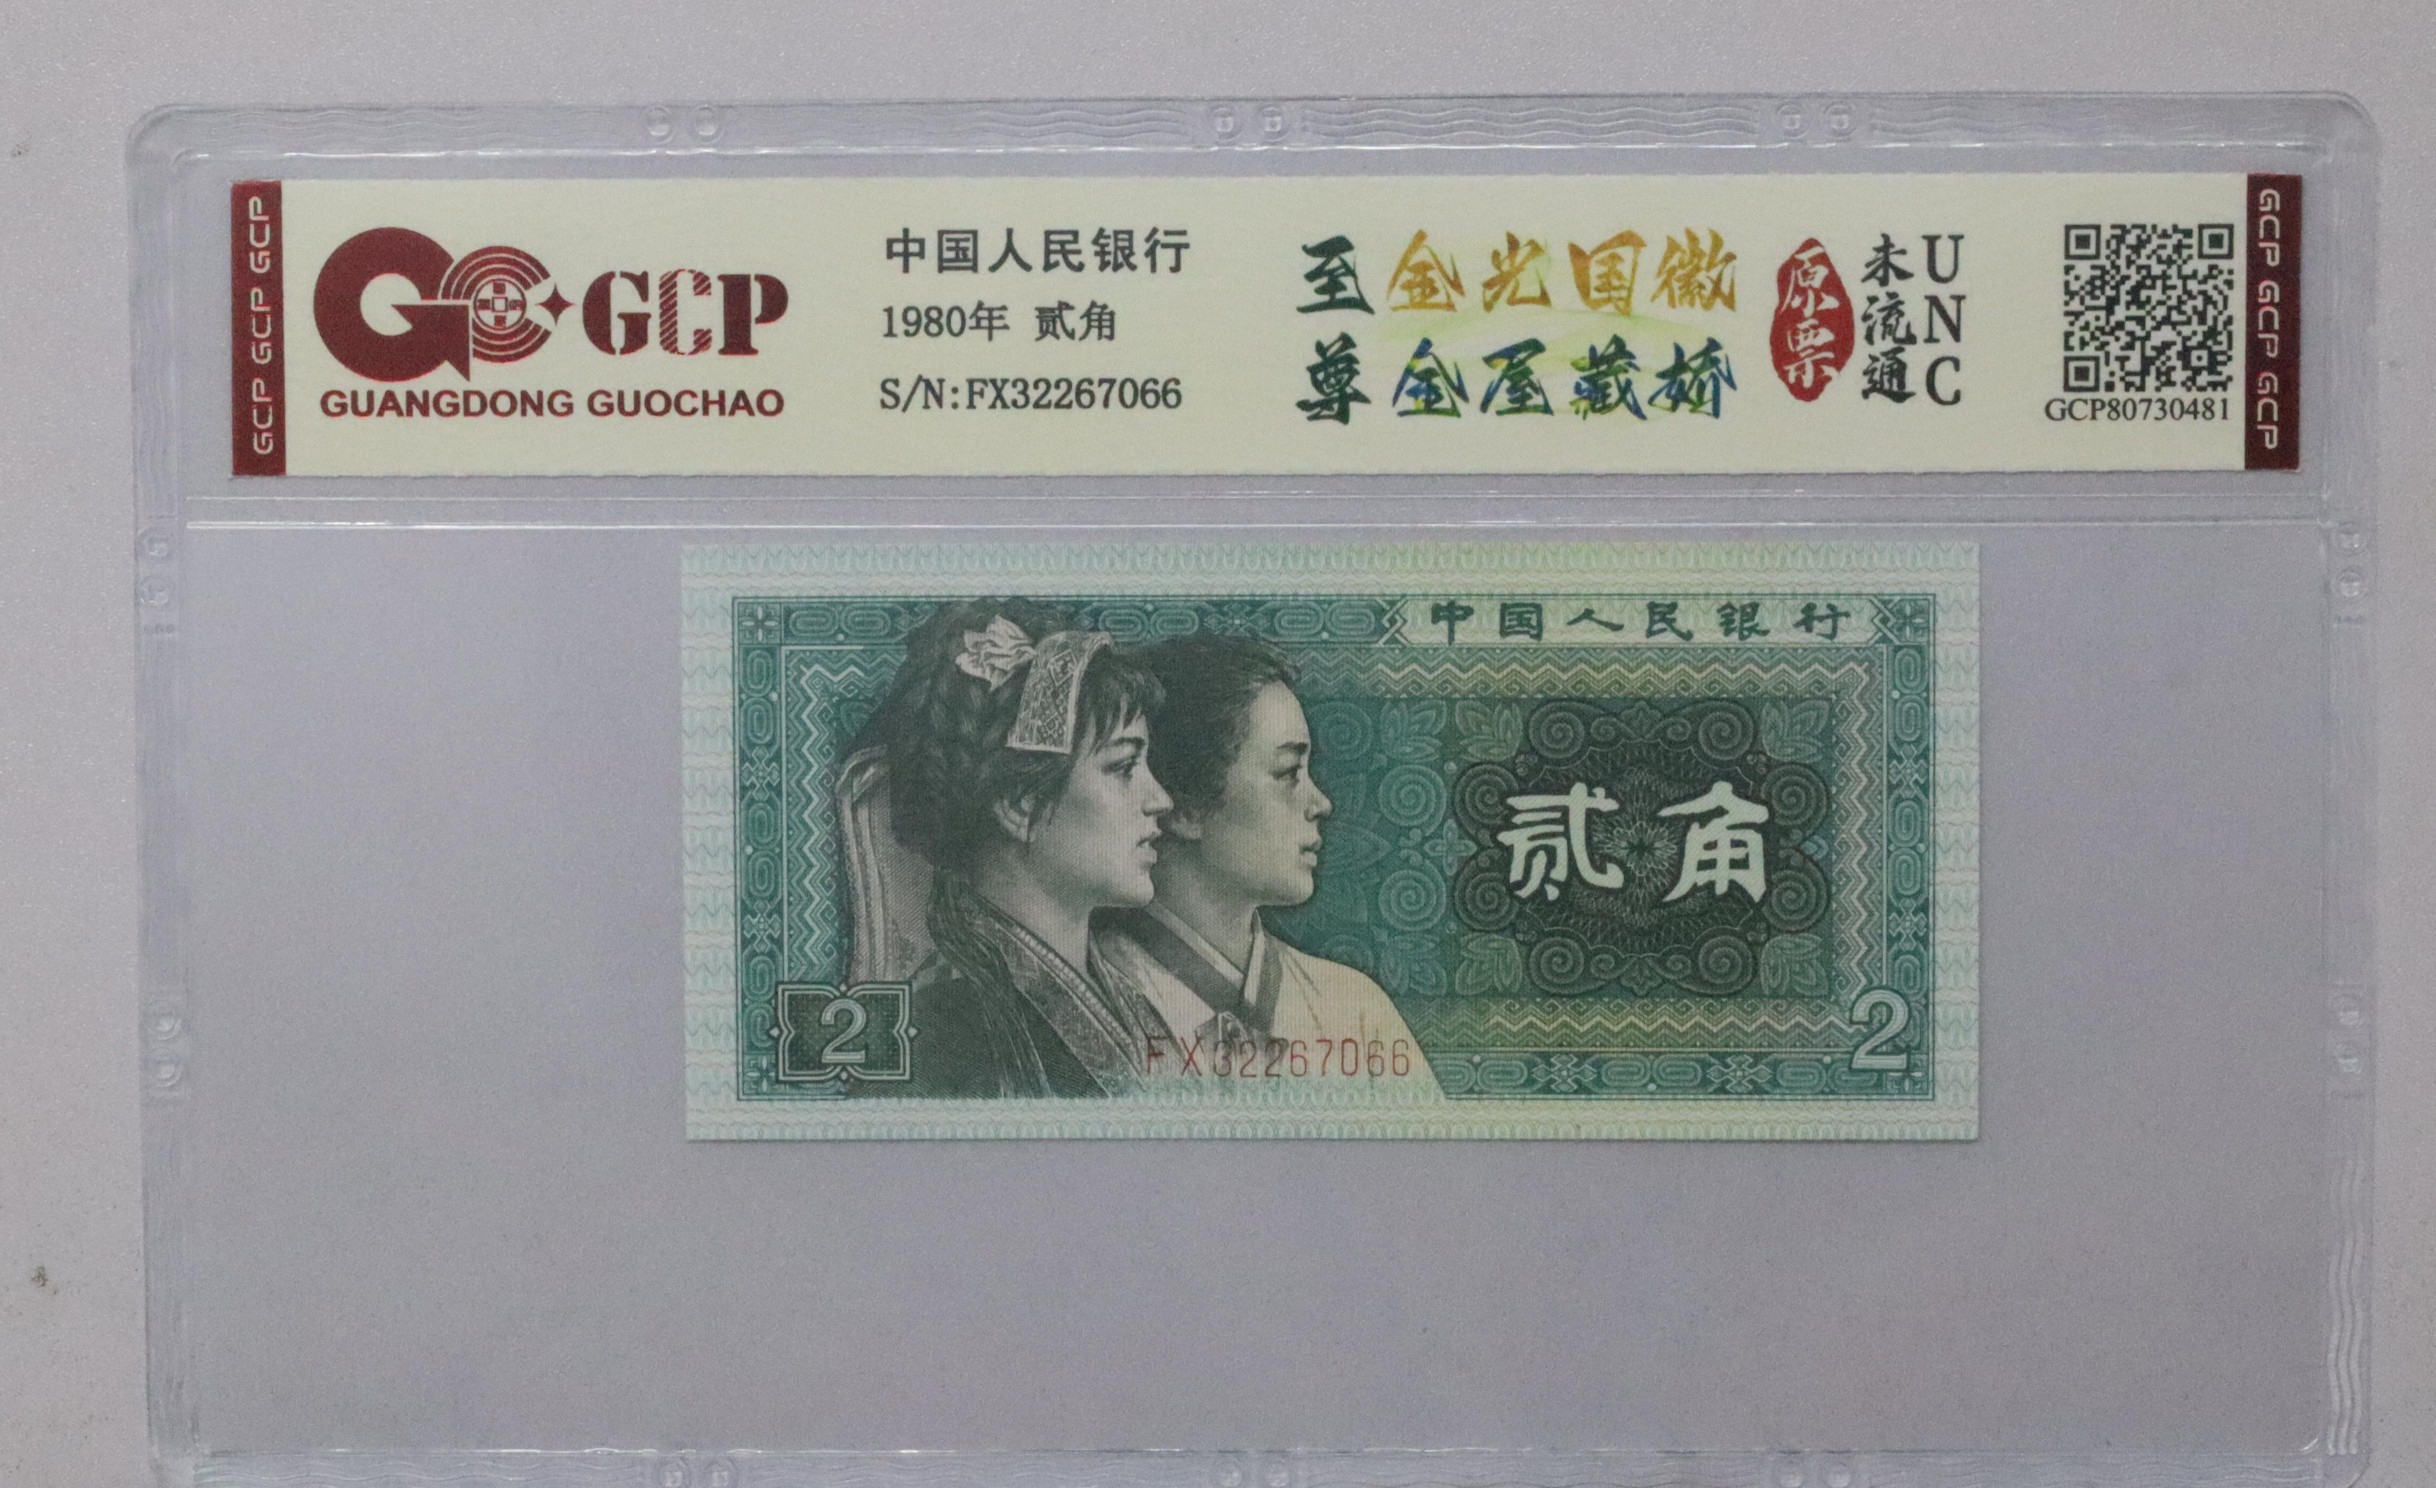 GCP GCP GCP
GCP
GUANGDONG GUOCHAO
中国人民银行
1980年 贰角
S/N:FX32267066
至尊
金光国徽
金屋藏娇
原票
未流通
UNC
GCP80730481
GCP GCP GCP
中国人民银行
贰角
2
FX32267066
2